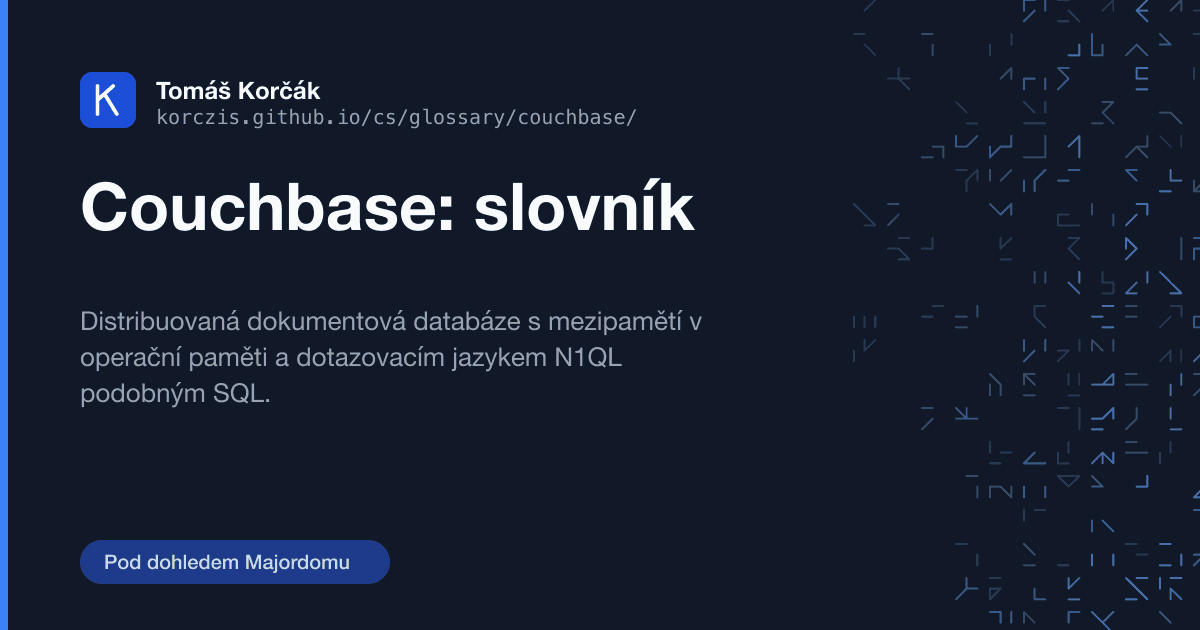 Tomáš Korčák
korczis.github.io/cs/glossary/couchbase/
Couchbase: slovník
Distribuovaná dokumentová databáze s mezipamětí v
operační paměti a dotazovacím jazykem N1QL
podobným SQL.
Pod dohledem Majordomu